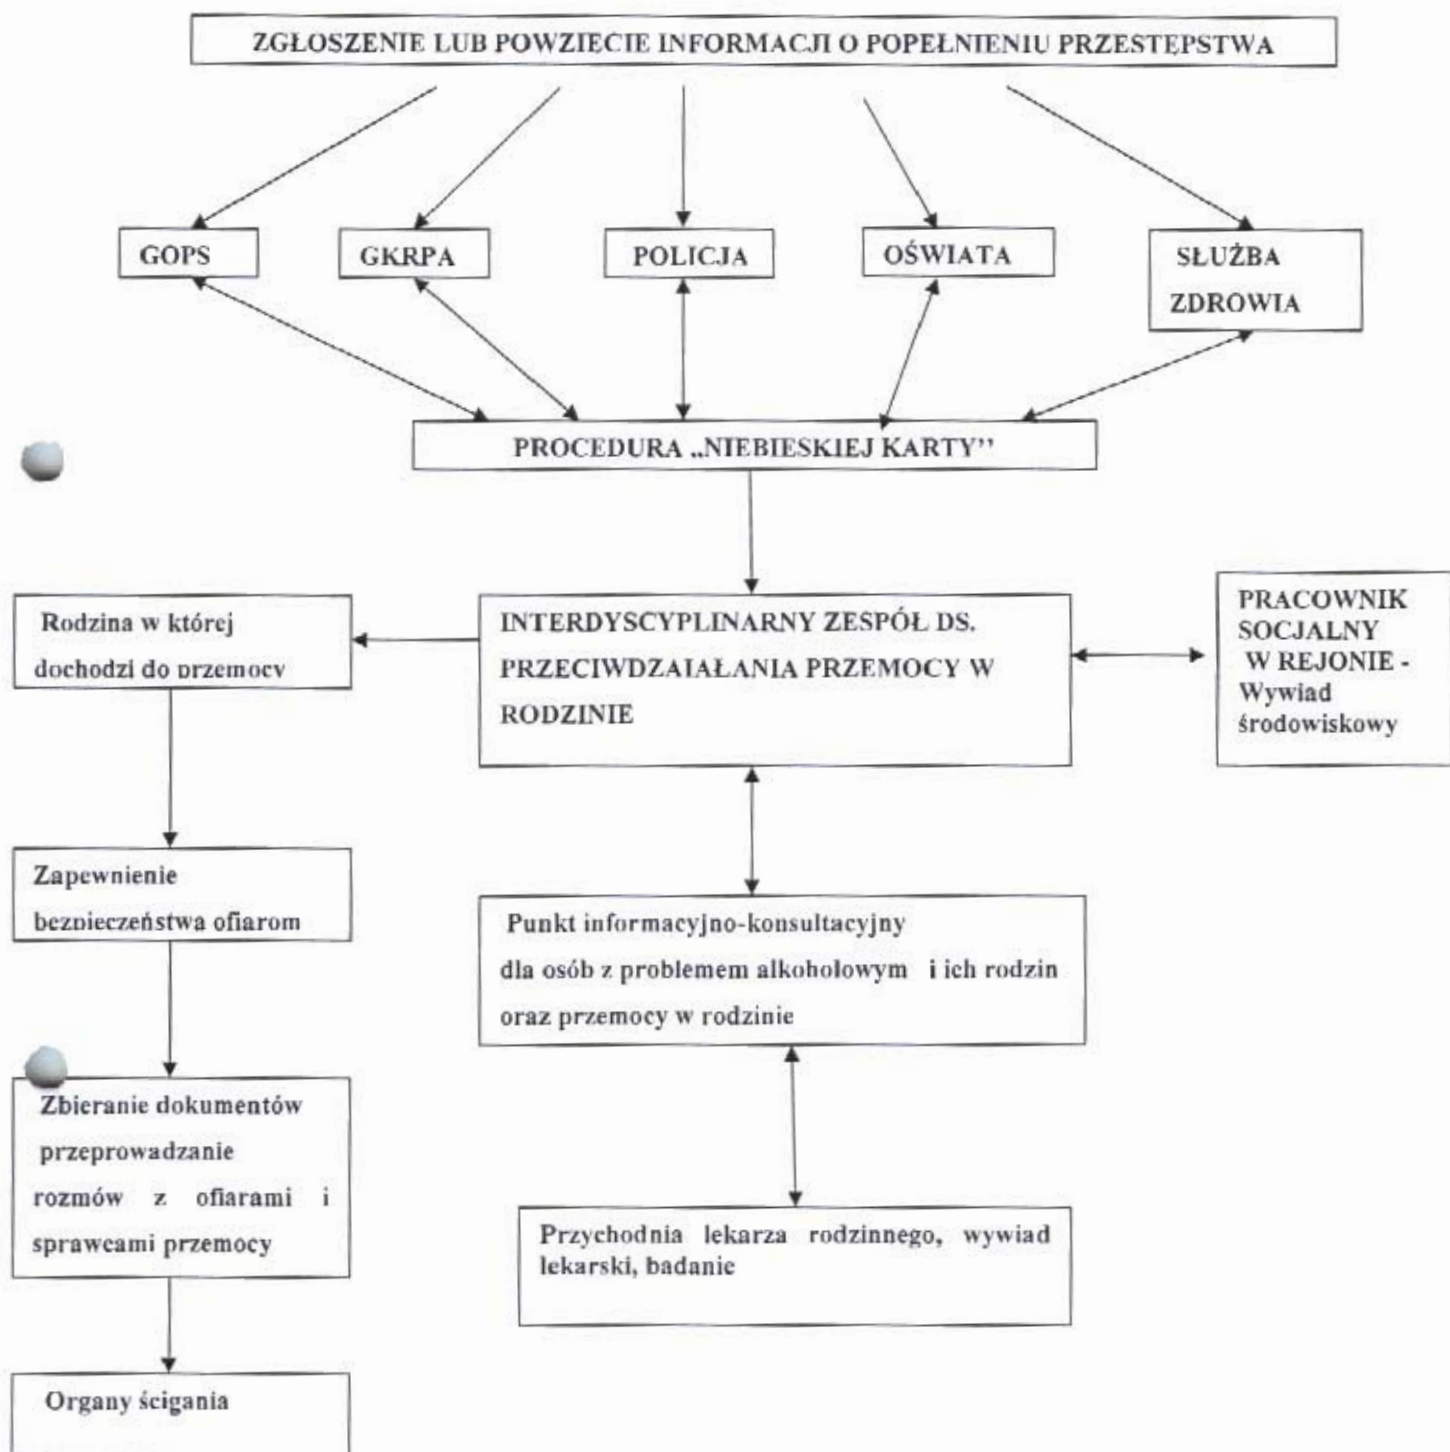 ZGŁOSZENIE LUB POWZIĘCIE INFORMACJI O POPEŁNIENIU PRZESTĘPSTWA
GOPS
GKRPA
POLICJA
OŚWIATA
SŁUŻBA
ZDROWIA
PROCEDURA „NIEBIESKIEJ KARTY’’
Rodzina w której
dochodzi do przemocy
INTERDYSCYPLINARNY ZESPÓŁ DS.
PRZECIWDZAIAŁANIA PRZEMOCY W
RODZINIE
PRACOWNIK
SOCJALNY
W REJONIE -
Wywiad
środowiskowy
Zapewnienie
bezpieczeństwa ofiarom
Punkt informacyjno-konsultacyjny
dla osób z problemem alkoholowym i ich rodzin
oraz przemocy w rodzinie
Zbieranie dokumentów
przeprowadzanie
rozmów z ofiarami i
sprawcami przemocy
Przychodnia lekarza rodzinnego, wywiad
lekarski, badanie
Organy ścigania